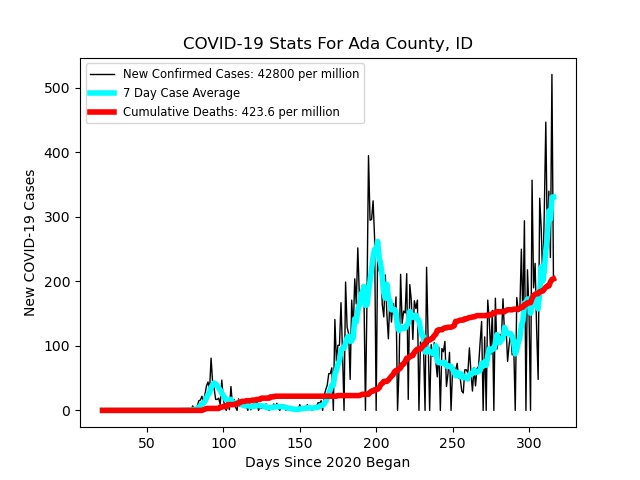 COVID-19 Stats For Ada County, ID
New Confirmed Cases: 42800 per million
7 Day Case Average
Cumulative Deaths: 423.6 per million
New COVID-19 Cases
500
400
300
200
100
0
50 100 150 200 250 300
Days Since 2020 Began